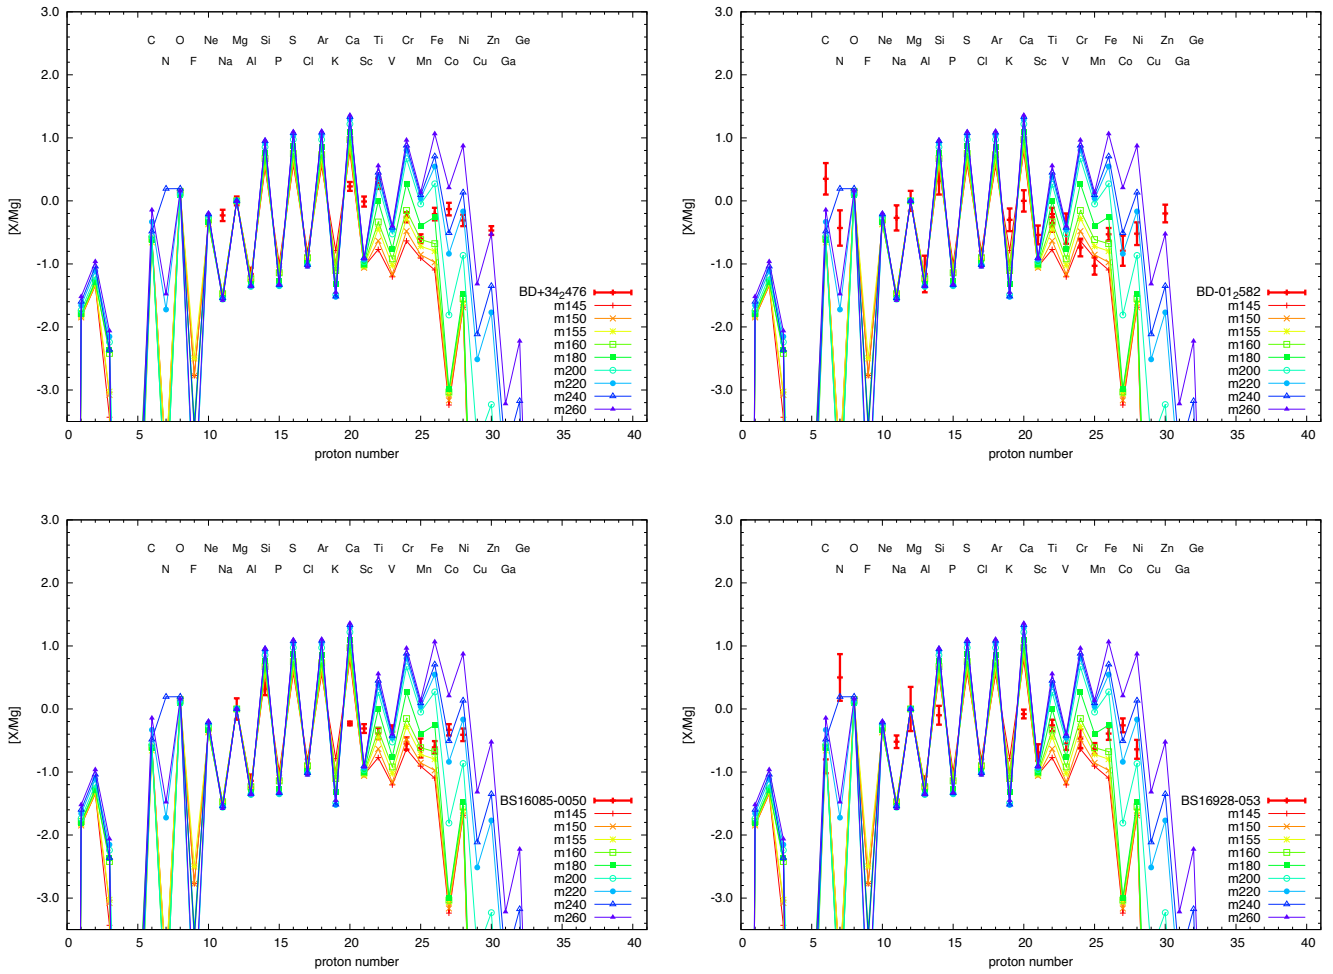 3.0
2.0
1.0
0.0
-1.0
-2.0
-3.0
[X/Mg]
C O Ne Mg Si S Ar Ca Ti Cr Fe Ni Zn Ge
N F Na Al P Cl K Sc V Mn Co Cu Ga
BD+34₂476
m145
m150
m155
m160
m180
m200
m220
m240
m260
0 5 10 15 20 25 30 35 40
proton number
3.0
2.0
1.0
0.0
-1.0
-2.0
-3.0
[X/Mg]
C O Ne Mg Si S Ar Ca Ti Cr Fe Ni Zn Ge
N F Na Al P Cl K Sc V Mn Co Cu Ga
BD-01₂582
m145
m150
m155
m160
m180
m200
m220
m240
m260
0 5 10 15 20 25 30 35 40
proton number
3.0
2.0
1.0
0.0
-1.0
-2.0
-3.0
[X/Mg]
C O Ne Mg Si S Ar Ca Ti Cr Fe Ni Zn Ge
N F Na Al P Cl K Sc V Mn Co Cu Ga
BS16085-0050
m145
m150
m155
m160
m180
m200
m220
m240
m260
0 5 10 15 20 25 30 35 40
proton number
3.0
2.0
1.0
0.0
-1.0
-2.0
-3.0
[X/Mg]
C O Ne Mg Si S Ar Ca Ti Cr Fe Ni Zn Ge
N F Na Al P Cl K Sc V Mn Co Cu Ga
BS16928-053
m145
m150
m155
m160
m180
m200
m220
m240
m260
0 5 10 15 20 25 30 35 40
proton number